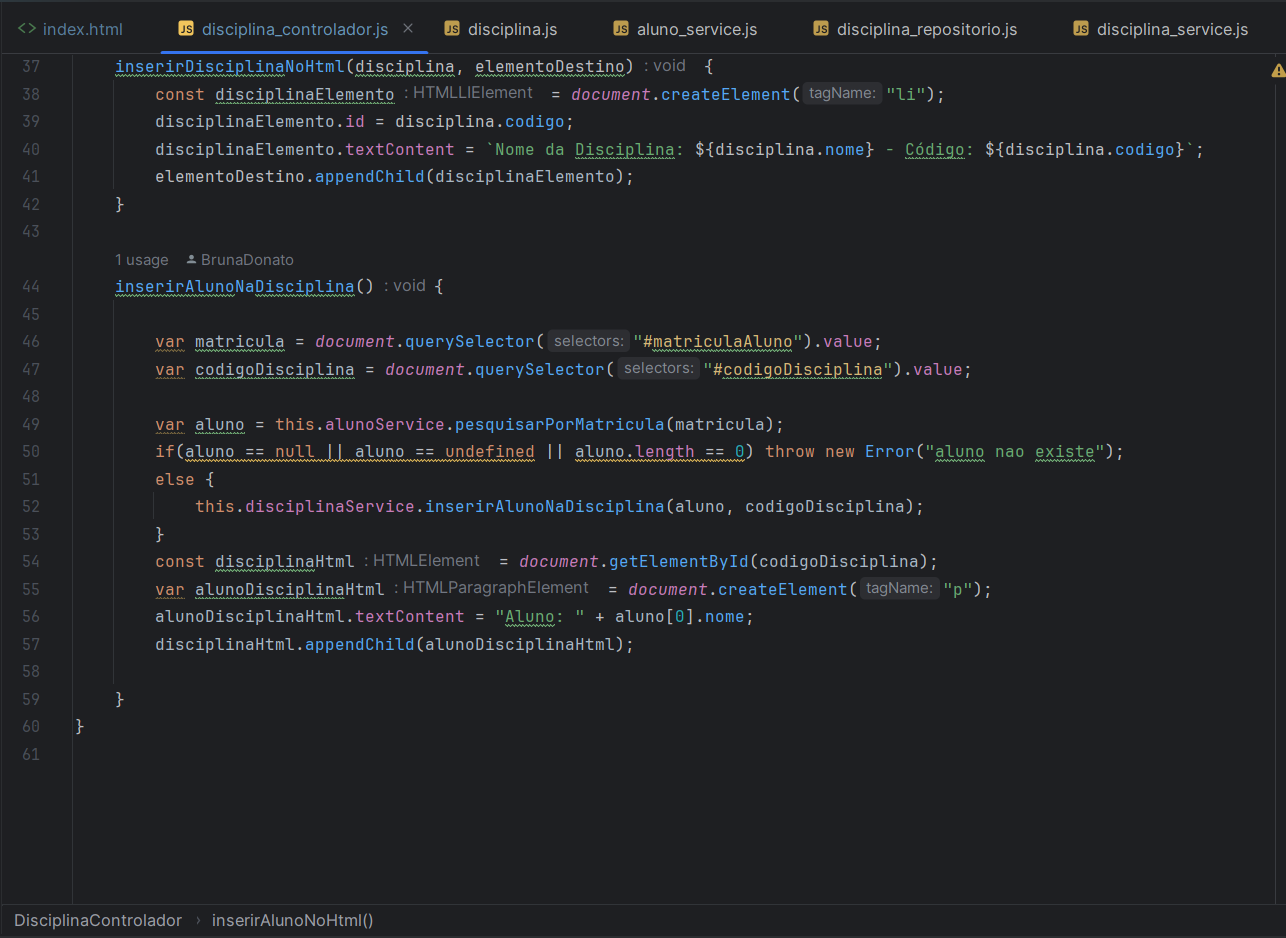 <> index.html JS disciplina_controlador.js × JS disciplina.js JS aluno_service.js JS disciplina_repositorio.js JS disciplina_service.js
37 inserirDisciplinaNoHtml(disciplina, elementoDestino) : void {
38 const disciplinaElemento : HTMLLIElement = document.createElement( tagName: "li");
39 disciplinaElemento.id = disciplina.codigo;
40 disciplinaElemento.textContent = `Nome da Disciplina: ${disciplina.nome} - Código: ${disciplina.codigo}`;
41 elementoDestino.appendChild(disciplinaElemento);
42 }
43
1 usage BrunaDonato
44 inserirAlunoNaDisciplina() : void {
45
46 var matricula = document.querySelector( selectors: "#matriculaAluno").value;
47 var codigoDisciplina = document.querySelector( selectors: "#codigoDisciplina").value;
48
49 var aluno = this.alunoService.pesquisarPorMatricula(matricula);
50 if(aluno == null || aluno == undefined || aluno.length == 0) throw new Error("aluno nao existe");
51 else {
52 this.disciplinaService.inserirAlunoNaDisciplina(aluno, codigoDisciplina);
53 }
54 const disciplinaHtml : HTMLElement = document.getElementById(codigoDisciplina);
55 var alunoDisciplinaHtml : HTMLParagraphElement = document.createElement( tagName: "p");
56 alunoDisciplinaHtml.textContent = "Aluno: " + aluno[0].nome;
57 disciplinaHtml.appendChild(alunoDisciplinaHtml);
58
59 }
60 }
61
DisciplinaControlador › inserirAlunoNoHtml()